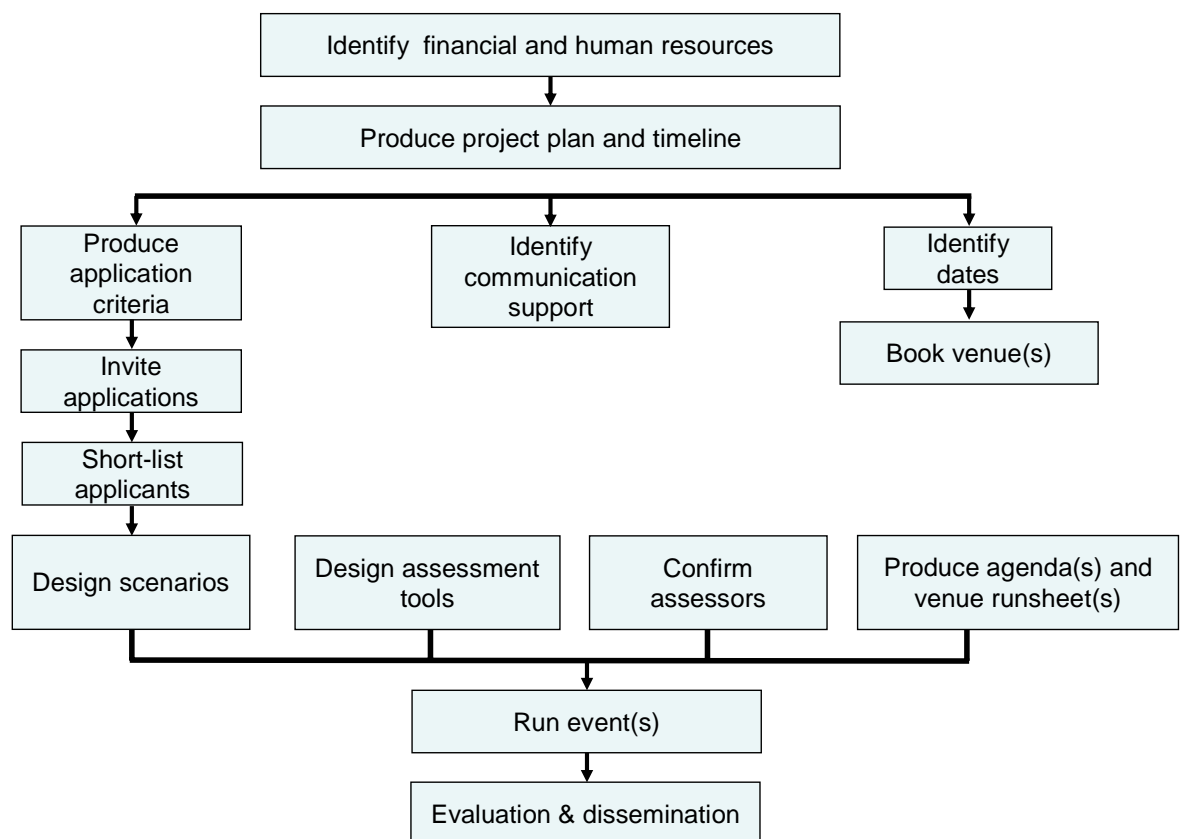 Identify financial and human resources
Produce project plan and timeline
Produce
application
criteria
Identify
communication
support
Identify
dates
Book venue(s)
Invite
applications
Short-list
applicants
Design scenarios
Design assessment
tools
Confirm
assessors
Produce agenda(s) and
venue runsheet(s)
Run event(s)
Evaluation & dissemination